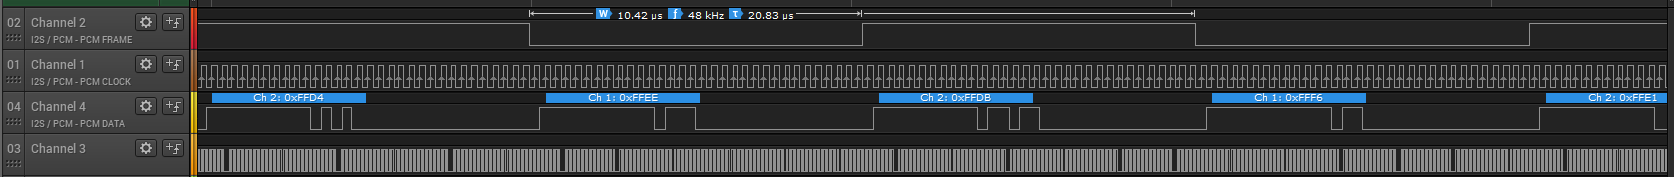 02 Channel 2
I2S / PCM - PCM FRAME
W 10.42 µs f 48 kHz τ 20.83 µs
01 Channel 1
I2S / PCM - PCM CLOCK
04 Channel 4
I2S / PCM - PCM DATA
Ch 2: 0xFFD4 Ch 1: 0xFFEE Ch 2: 0xFFDB Ch 1: 0xFFF6 Ch 2: 0xFFE1
03 Channel 3